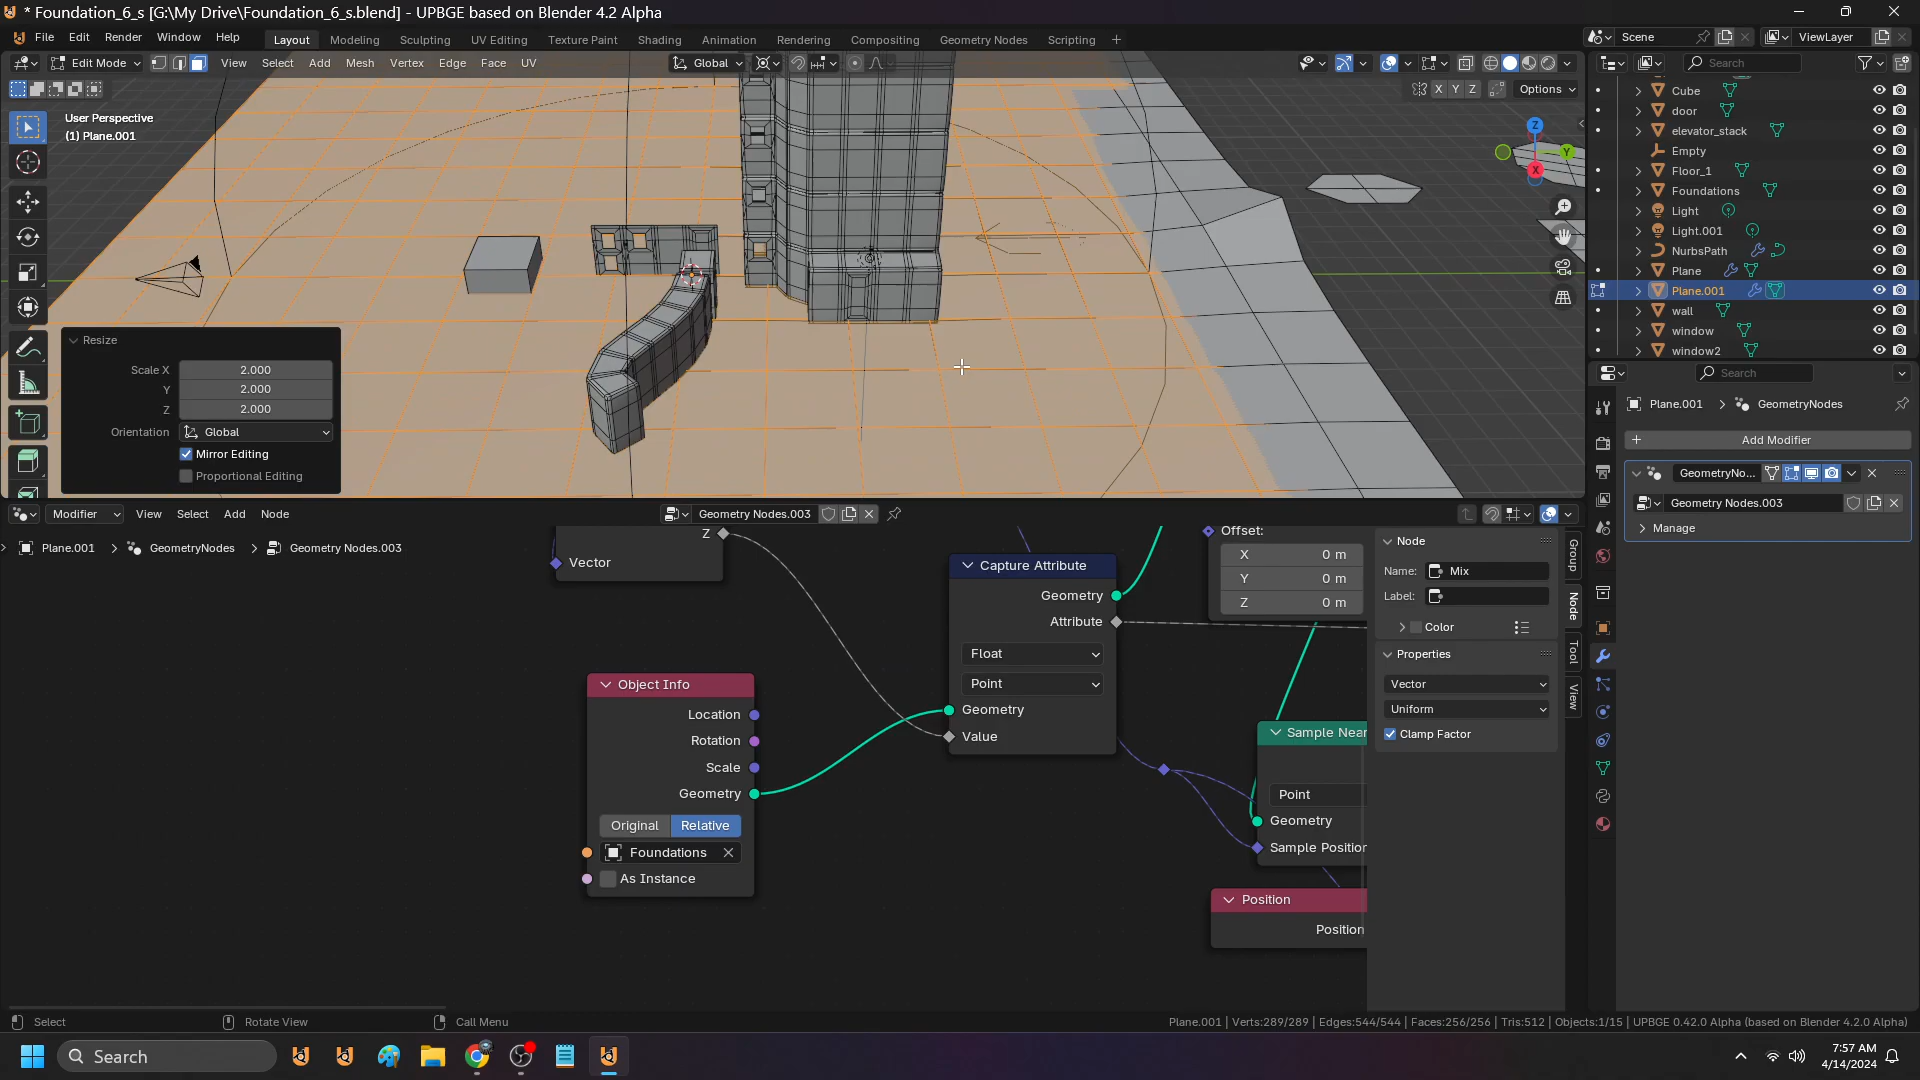 * Foundation_6_s [G:\My Drive\Foundation_6_s.blend] - UPBGE based on Blender 4.2 Alpha
File Edit Render Window Help Layout Modeling Sculpting UV Editing Texture Paint Shading Animation Rendering Compositing Geometry Nodes Scripting + Scene ViewLayer
Edit Mode View Select Add Mesh Vertex Edge Face UV Global Search
X Y Z Options
User Perspective
(1) Plane.001
Z
Y
X
Cube
door
elevator_stack
Empty
Floor_1
Foundations
Light
Light.001
NurbsPath
Plane
Plane.001
wall
window
window2
Resize
Scale X 2.000
Y 2.000
Z 2.000
Orientation Global
Mirror Editing
Proportional Editing
Search
Plane.001 > GeometryNodes
+ Add Modifier
GeometryNo...
Geometry Nodes.003
Manage
Modifier View Select Add Node Geometry Nodes.003
Plane.001 > GeometryNodes > Geometry Nodes.003
Z
Vector
Capture Attribute
Geometry
Attribute
Float
Point
Geometry
Value
Offset:
X 0 m
Y 0 m
Z 0 m
Object Info
Location
Rotation
Scale
Geometry
Original Relative
Foundations
As Instance
Sample Near
Point
Geometry
Sample Position
Position
Position
Node
Name: Mix
Label:
Color
Properties
Vector
Uniform
Clamp Factor
Group
Node
Tool
View
Select Rotate View Call Menu Plane.001 | Verts:289/289 | Edges:544/544 | Faces:256/256 | Tris:512 | Objects:1/15 | UPBGE 0.42.0 Alpha (based on Blender 4.2.0 Alpha)
Search
7:57 AM
4/14/2024